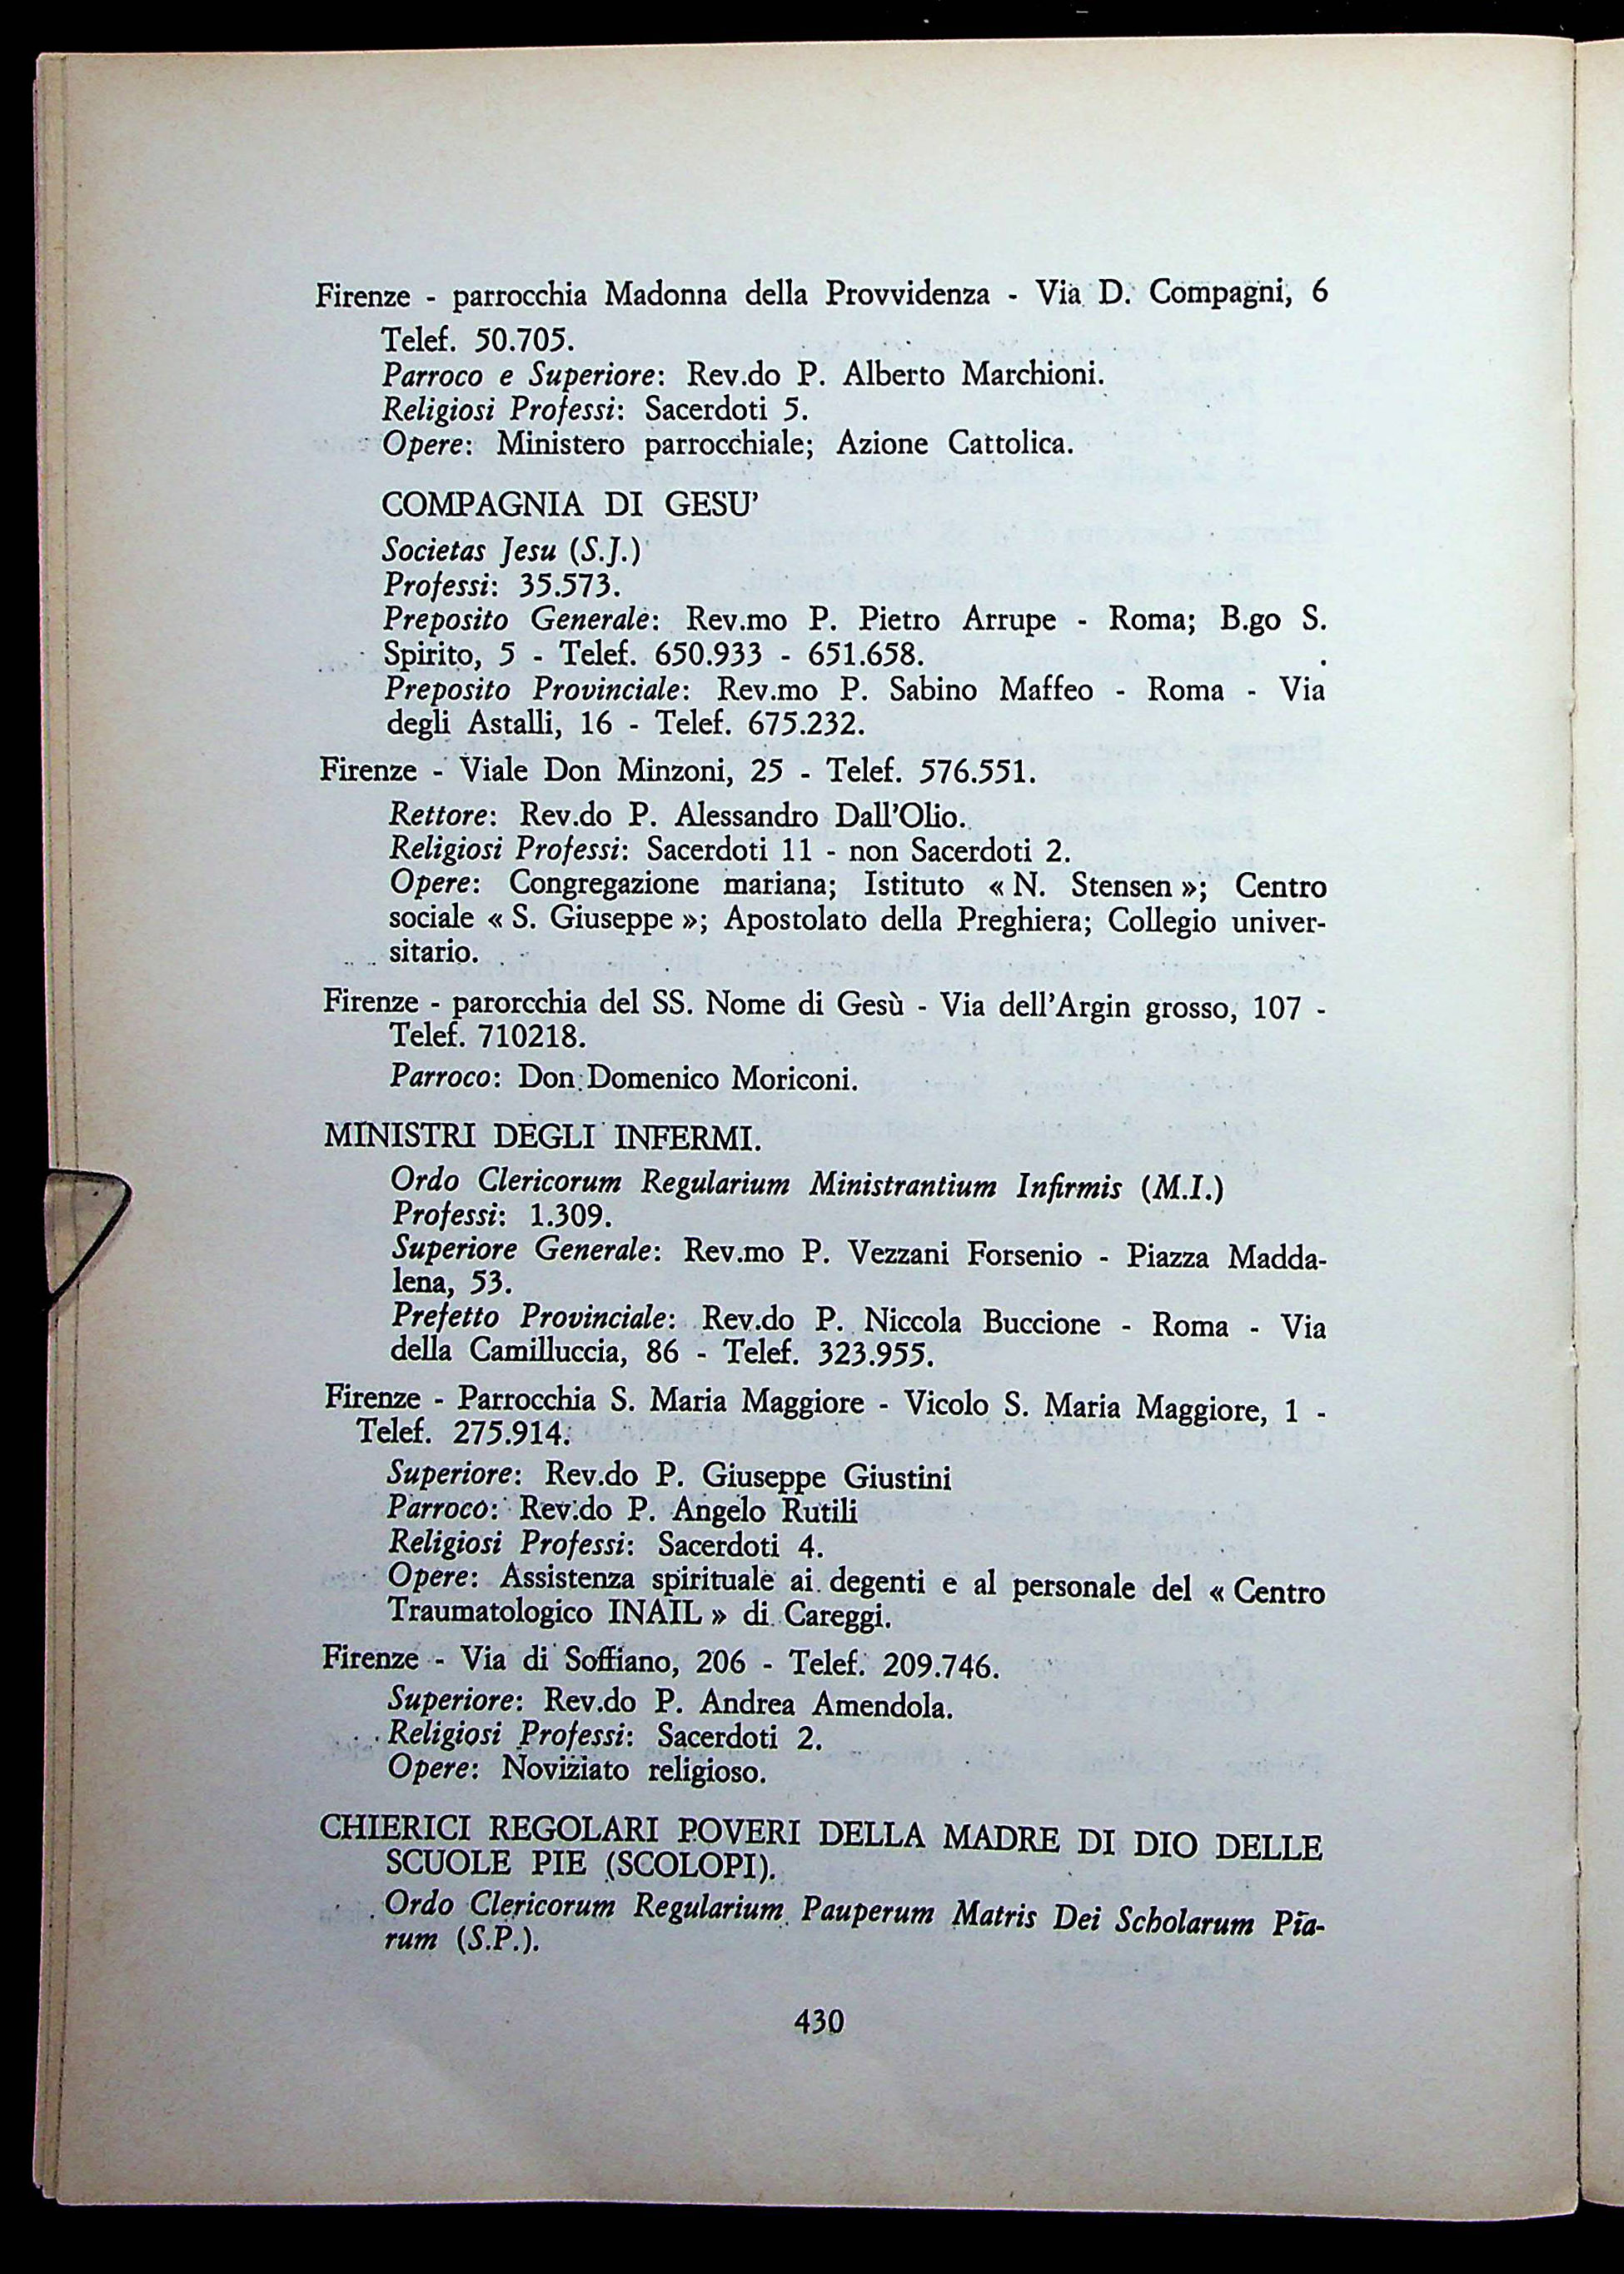 Firenze - parrocchia Madonna della Provvidenza - Via D. Compagni, 6
Telef. 50.705.
Parroco e Superiore: Rev.do P. Alberto Marchioni.
Religiosi Professi: Sacerdoti 5.
Opere: Ministero parrocchiale; Azione Cattolica.
COMPAGNIA DI GESU'
Societas Jesu (S.J.)
Professi: 35.573.
Preposito Generale: Rev.mo P. Pietro Arrupe - Roma; B.go S.
Spirito, 5 - Telef. 650.933 - 651.658.
Preposito Provinciale: Rev.mo P. Sabino Maffeo - Roma - Via
degli Astalli, 16 - Telef. 675.232.
Firenze - Viale Don Minzoni, 25 - Telef. 576.551.
Rettore: Rev.do P. Alessandro Dall'Olio.
Religiosi Professi: Sacerdoti 11 - non Sacerdoti 2.
Opere: Congregazione mariana; Istituto « N. Stensen »; Centro
sociale « S. Giuseppe »; Apostolato della Preghiera; Collegio univer-
sitario.
Firenze - parorcchia del SS. Nome di Gesù - Via dell'Argin grosso, 107 -
Telef. 710218.
Parroco: Don Domenico Moriconi.
MINISTRI DEGLI INFERMI.
Ordo Clericorum Regularium Ministrantium Infirmis (M.I.)
Professi: 1.309.
Superiore Generale: Rev.mo P. Vezzani Forsenio - Piazza Madda-
lena, 53.
Prefetto Provinciale: Rev.do P. Niccola Buccione - Roma - Via
della Camilluccia, 86 - Telef. 323.955.
Firenze - Parrocchia S. Maria Maggiore - Vicolo S. Maria Maggiore, 1 -
Telef. 275.914.
Superiore: Rev.do P. Giuseppe Giustini
Parroco: Rev.do P. Angelo Rutili
Religiosi Professi: Sacerdoti 4.
Opere: Assistenza spirituale ai degenti e al personale del « Centro
Traumatologico INAIL » di Careggi.
Firenze - Via di Soffiano, 206 - Telef. 209.746.
Superiore: Rev.do P. Andrea Amendola.
Religiosi Professi: Sacerdoti 2.
Opere: Noviziato religioso.
CHIERICI REGOLARI POVERI DELLA MADRE DI DIO DELLE
SCUOLE PIE (SCOLOPI).
Ordo Clericorum Regularium Pauperum Matris Dei Scholarum Pia-
rum (S.P.).
430